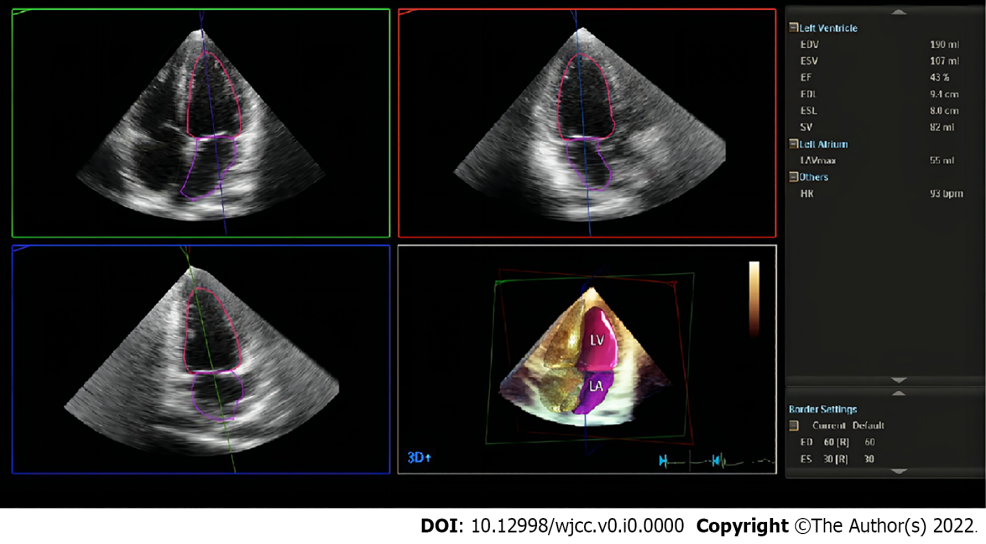 Left Ventricle
EDV 190 ml
ESV 107 ml
EF 43 %
EDL 9.4 cm
ESL 8.0 cm
SV 82 ml
Left Atrium
LAVmax 55 ml
Others
HR 93 bpm
LV
LA
3D↑
Border Settings
Current Default
ED 60 [R] 60
ES 30 [R] 30
DOI: 10.12998/wjcc.v0.i0.0000 Copyright ©The Author(s) 2022.